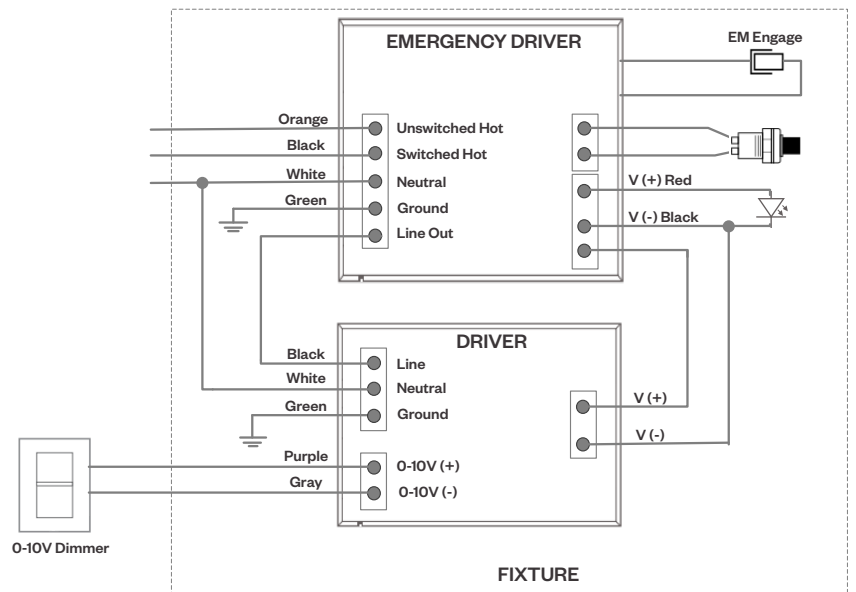 EMERGENCY DRIVER
EM Engage
Orange
Unswitched Hot
Black
Switched Hot
White
Neutral
V (+) Red
Green
Ground
V (-) Black
Line Out
DRIVER
Black
Line
White
Neutral
V (+)
Green
Ground
V (-)
Purple
0-10V (+)
Gray
0-10V (-)
0-10V Dimmer
FIXTURE